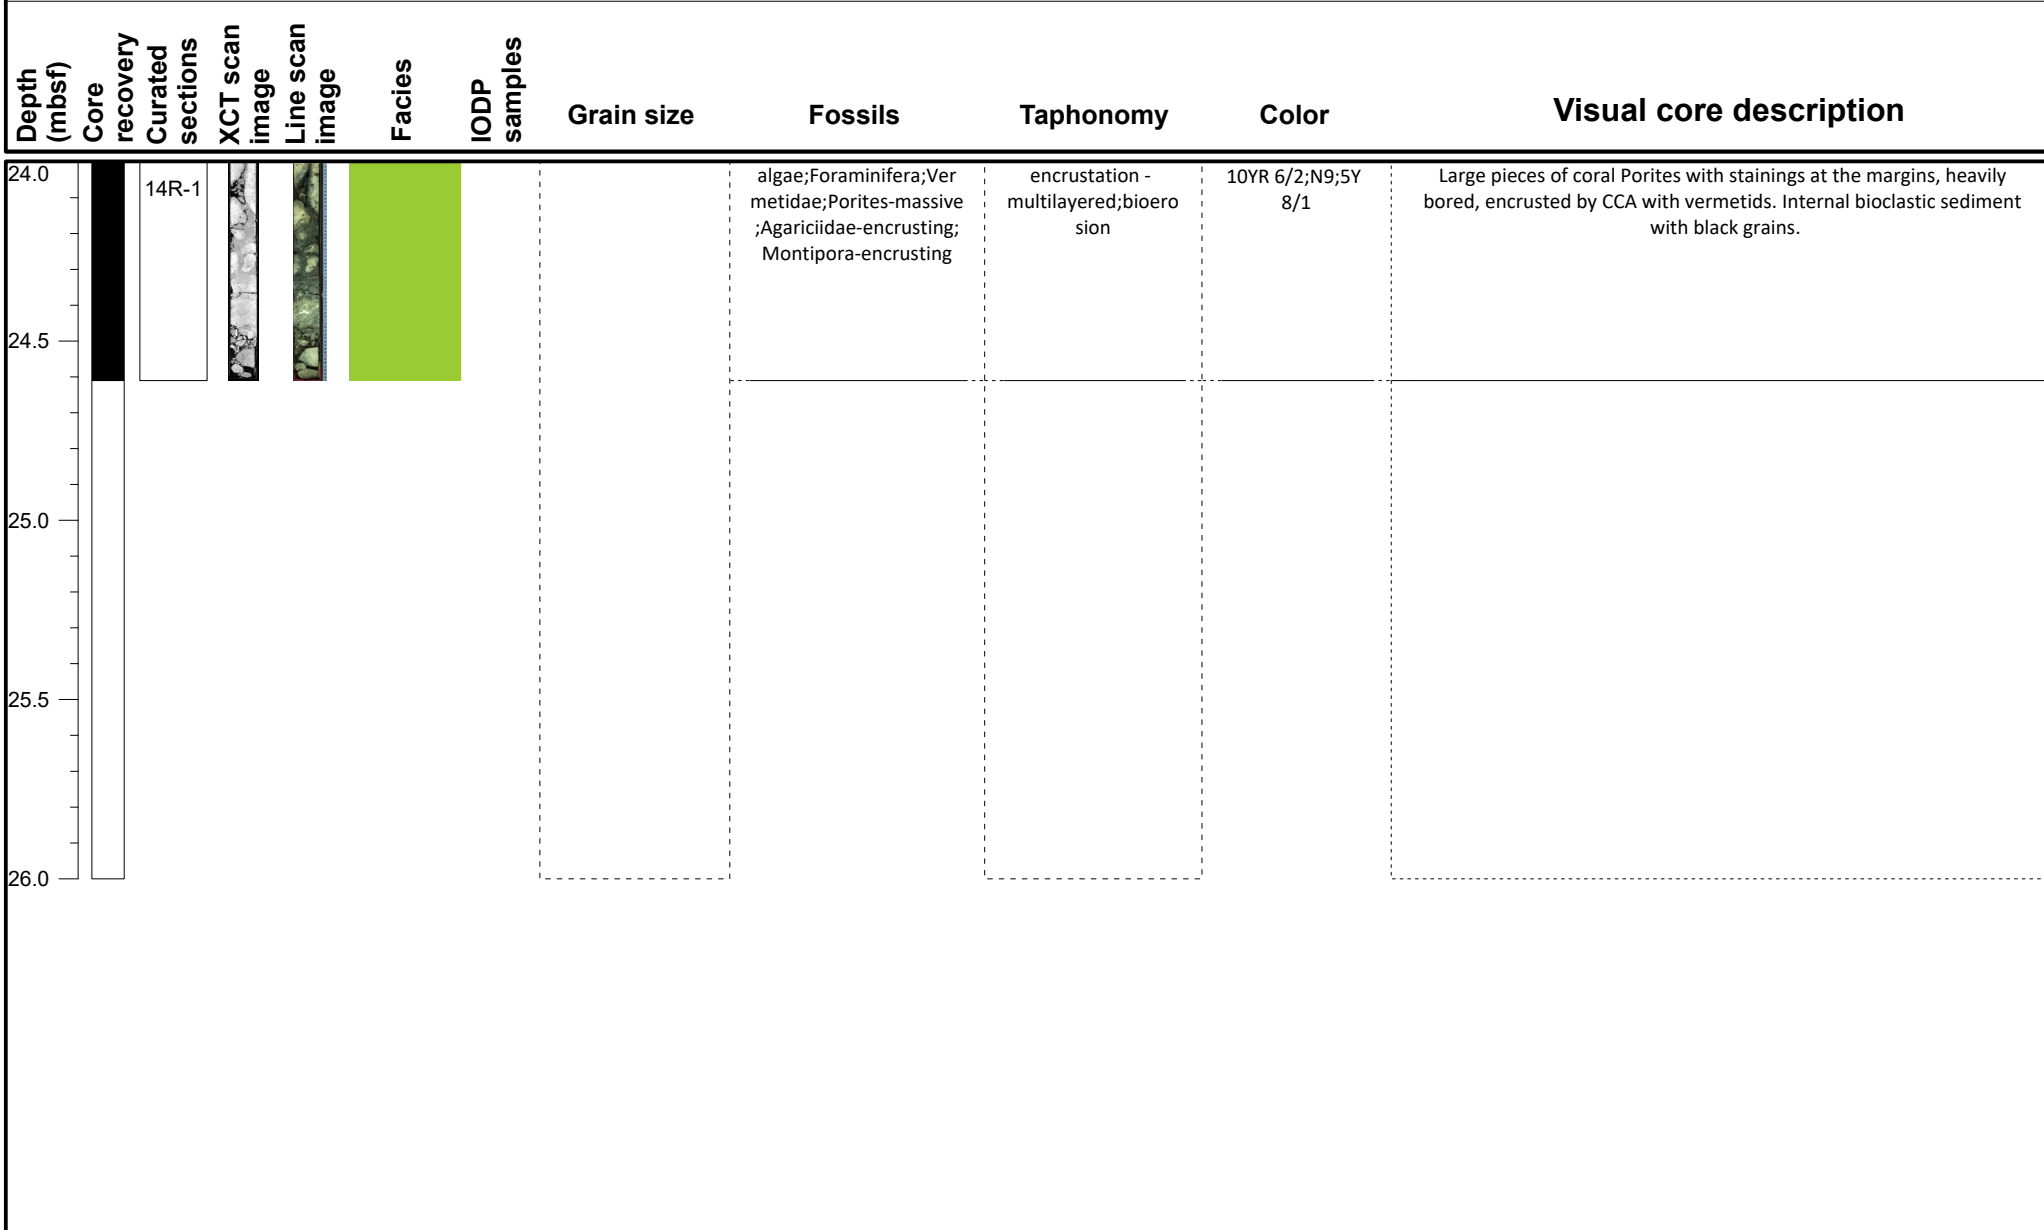 Depth
(mbsf)
Core
recovery
Curated
sections
XCT scan
image
Line scan
image
Facies
IODP
samples
Grain size
Fossils
Taphonomy
Color
Visual core description
24.0
14R-1
algae;Foraminifera;Ver
metidae;Porites-massive
;Agariciidae-encrusting;
Montipora-encrusting
encrustation -
multilayered;bioero
sion
10YR 6/2;N9;5Y
8/1
Large pieces of coral Porites with stainings at the margins, heavily
bored, encrusted by CCA with vermetids. Internal bioclastic sediment
with black grains.
24.5
25.0
25.5
26.0